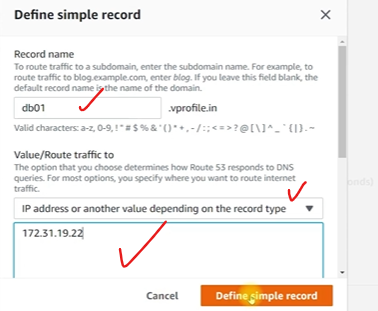 Define simple record
Record name
To route traffic to a subdomain, enter the subdomain name. For example, to
route traffic to blog.example.com, enter blog. If you leave this field blank, the
default record name is the name of the domain.
db01
.vprofile.in
Valid characters: a-z, 0-9, ! " # $ % & ' ( ) * + , - / : ; < = > ? @ [ \ ] ^ _ ` { | } . ~
Value/Route traffic to
The option that you choose determines how Route 53 responds to DNS
queries. For most options, you specify where you want to route internet
traffic.
IP address or another value depending on the record type
172.31.19.22
Cancel
Define simple record